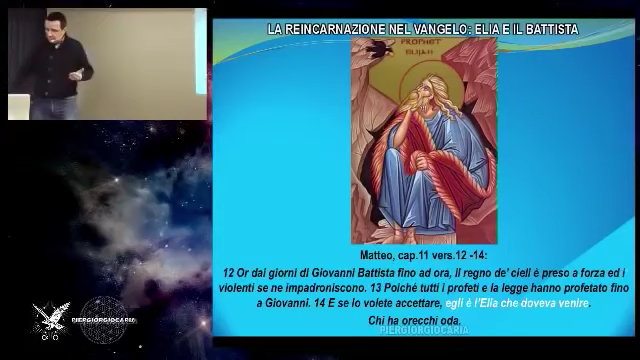 LA REINCARNAZIONE NEL VANGELO: ELIA E IL BATTISTA
PROPHET
ELIJAH
Matteo, cap.11 vers.12 -14:
12 Or dai giorni di Giovanni Battista fino ad ora, il regno de' cieli è preso a forza ed i
violenti se ne impadroniscono. 13 Poiché tutti i profeti e la legge hanno profetato fino
a Giovanni. 14 E se lo volete accettare, egli è l'Elia che doveva venire.
Chi ha orecchi oda.
PIERGIORGIOCARIA
PIERGIORGIOCARIA